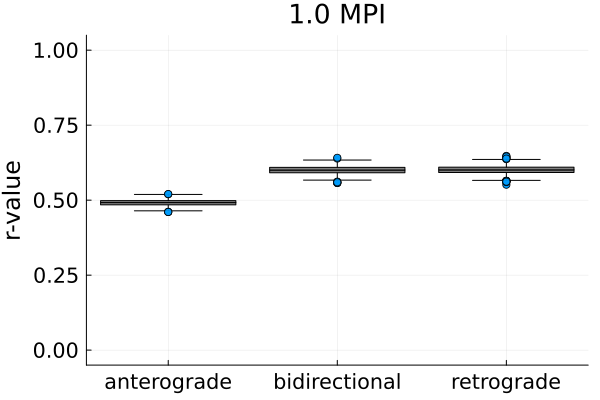 1.0 MPI
r-value
1.00
0.75
0.50
0.25
0.00
anterograde
bidirectional
retrograde